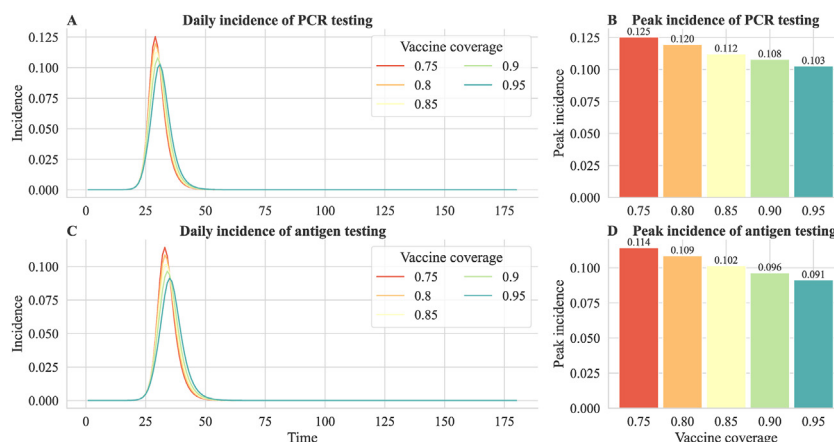 A Daily incidence of PCR testing
Incidence
0.125
0.100
0.075
0.050
0.025
0.000
Vaccine coverage
0.75 0.9
0.8 0.95
0.85
0 25 50 75 100 125 150 175
B Peak incidence of PCR testing
Peak incidence
0.125
0.100
0.075
0.050
0.025
0.000
0.125 0.120 0.112 0.108 0.103
0.75 0.80 0.85 0.90 0.95
C Daily incidence of antigen testing
Incidence
0.100
0.075
0.050
0.025
0.000
Vaccine coverage
0.75 0.9
0.8 0.95
0.85
0 25 50 75 100 125 150 175
Time
D Peak incidence of antigen testing
Peak incidence
0.100
0.075
0.050
0.025
0.000
0.114 0.109 0.102 0.096 0.091
0.75 0.80 0.85 0.90 0.95
Vaccine coverage